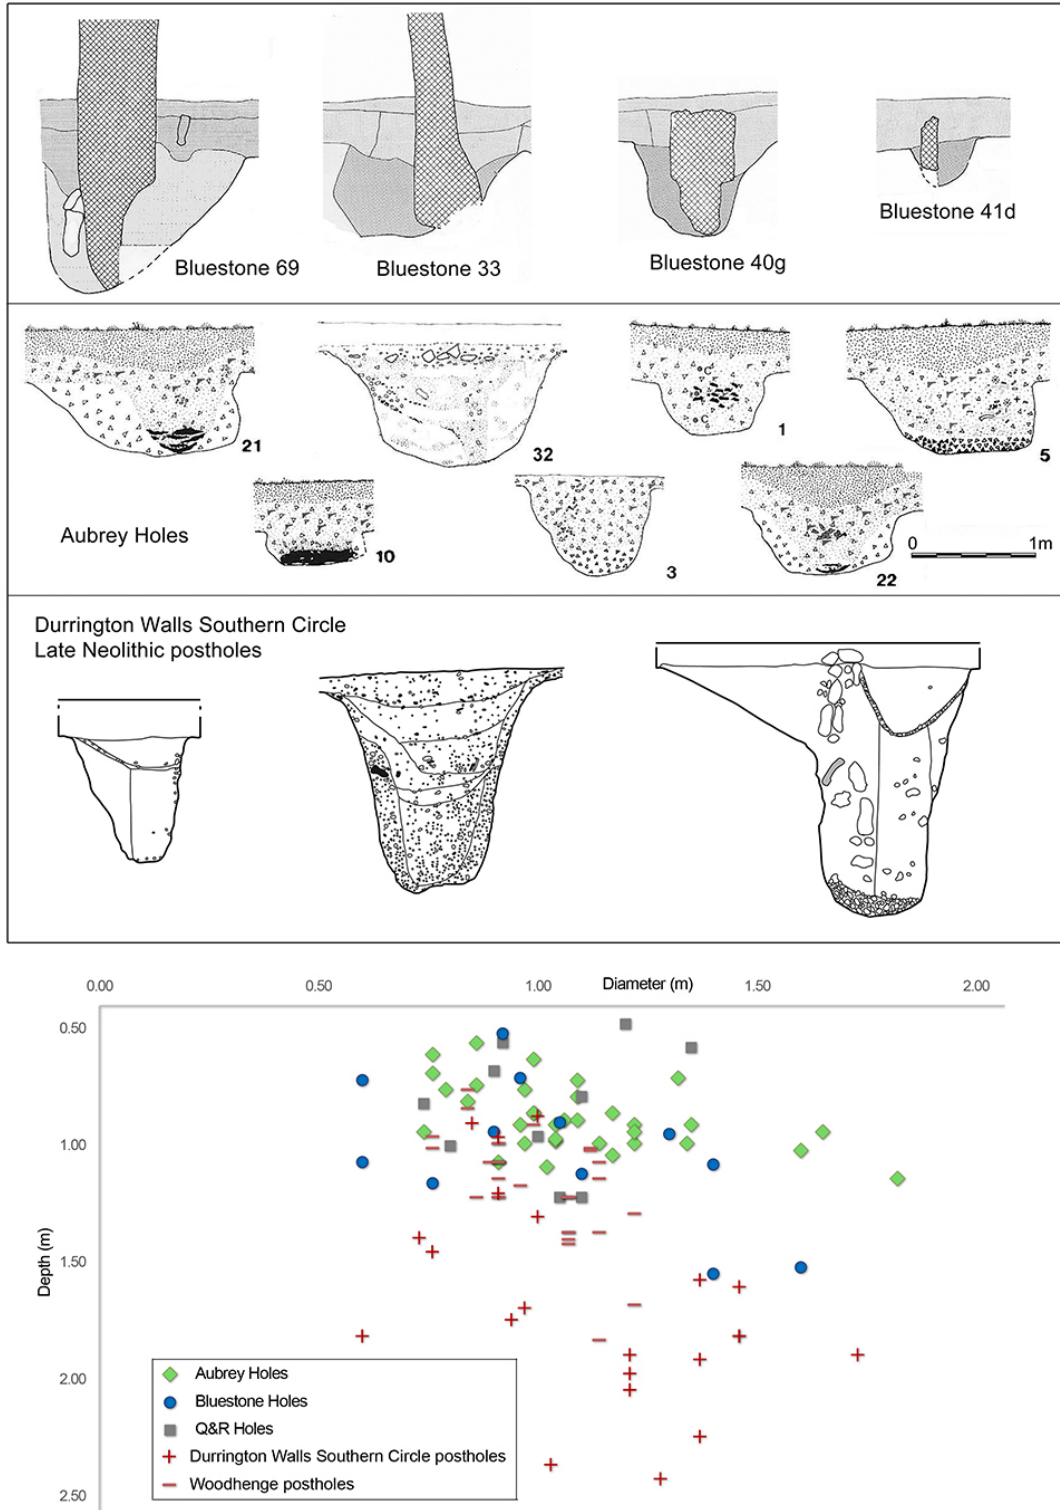 Bluestone 69
Bluestone 33
Bluestone 40g
Bluestone 41d
21
32
C
C
1
5
Aubrey Holes
10
3
22
0 1m
Durrington Walls Southern Circle
Late Neolithic postholes
0.00 0.50 1.00 Diameter (m) 1.50 2.00
0.50
1.00
1.50
2.00
2.50
Depth (m)
Aubrey Holes
Bluestone Holes
Q&R Holes
Durrington Walls Southern Circle postholes
Woodhenge postholes